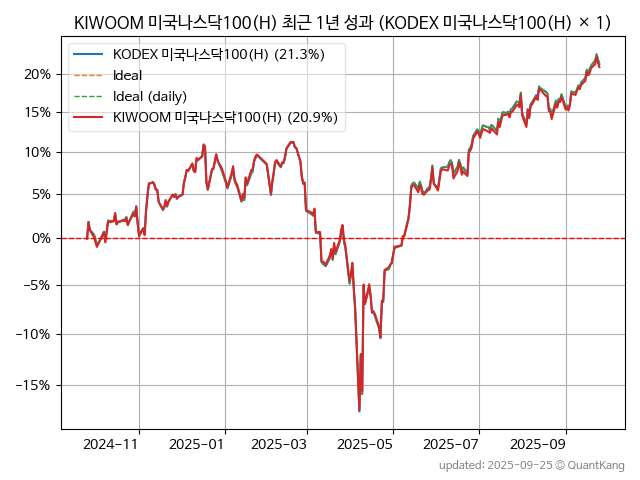 KIWOOM 미국나스닥100(H) 최근 1년 성과 (KODEX 미국나스닥100(H) × 1)
KODEX 미국나스닥100(H) (21.3%)
Ideal
Ideal (daily)
KIWOOM 미국나스닥100(H) (20.9%)
20%
15%
10%
5%
0%
−5%
−10%
−15%
2024-11 2025-01 2025-03 2025-05 2025-07 2025-09
updated: 2025-09-25 © QuantKang